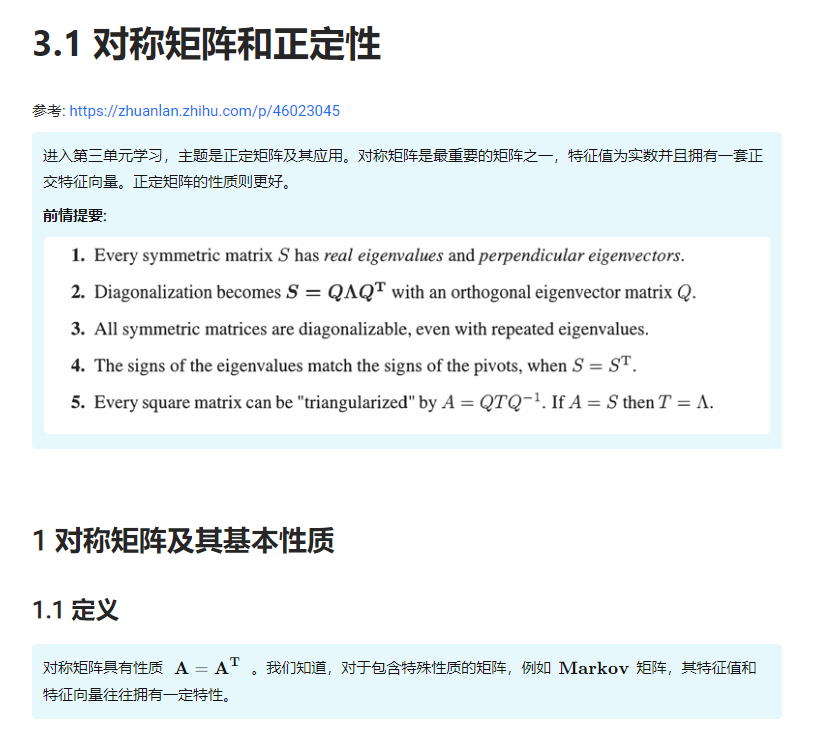 3.1 对称矩阵和正定性
参考: https://zhuanlan.zhihu.com/p/46023045
进入第三单元学习，主题是正定矩阵及其应用。对称矩阵是最重要的矩阵之一，特征值为实数并且拥有一套正
交特征向量。正定矩阵的性质则更好。
前情提要:
1. Every symmetric matrix S has real eigenvalues and perpendicular eigenvectors.
2. Diagonalization becomes S = QΛQᵀ with an orthogonal eigenvector matrix Q.
3. All symmetric matrices are diagonalizable, even with repeated eigenvalues.
4. The signs of the eigenvalues match the signs of the pivots, when S = Sᵀ.
5. Every square matrix can be "triangularized" by A = QTQ⁻¹. If A = S then T = Λ.
1 对称矩阵及其基本性质
1.1 定义
对称矩阵具有性质 A = Aᵀ 。我们知道，对于包含特殊性质的矩阵，例如 Markov 矩阵，其特征值和
特征向量往往拥有一定特性。